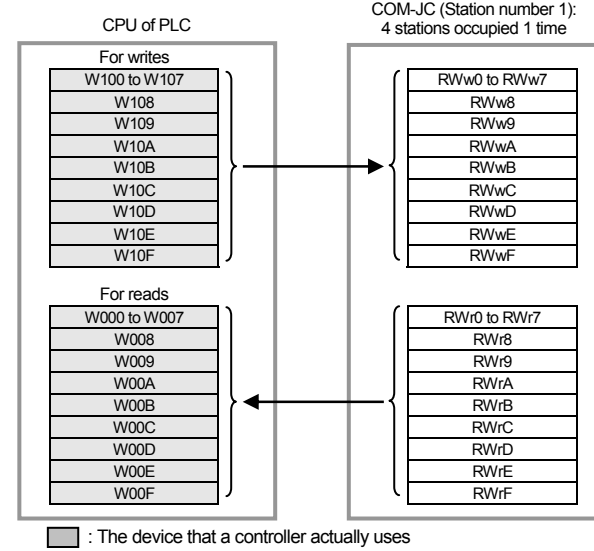 CPU of PLC
COM-JC (Station number 1):
4 stations occupied 1 time
For writes
W100 to W107
W108
W109
W10A
W10B
W10C
W10D
W10E
W10F
RWw0 to RWw7
RWw8
RWw9
RWwA
RWwB
RWwC
RWwD
RWwE
RWwF
For reads
W000 to W007
W008
W009
W00A
W00B
W00C
W00D
W00E
W00F
RWr0 to RWr7
RWr8
RWr9
RWrA
RWrB
RWrC
RWrD
RWrE
RWrF
: The device that a controller actually uses